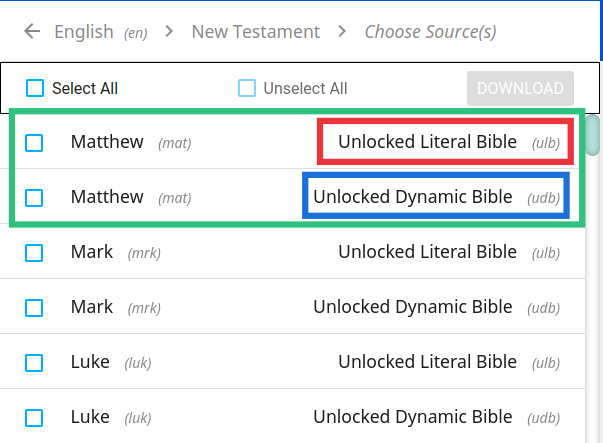 ← English (en) > New Testament > Choose Source(s)
Select All Unselect All DOWNLOAD
Matthew (mat) Unlocked Literal Bible (ulb)
Matthew (mat) Unlocked Dynamic Bible (udb)
Mark (mrk) Unlocked Literal Bible (ulb)
Mark (mrk) Unlocked Dynamic Bible (udb)
Luke (luk) Unlocked Literal Bible (ulb)
Luke (luk) Unlocked Dynamic Bible (udb)